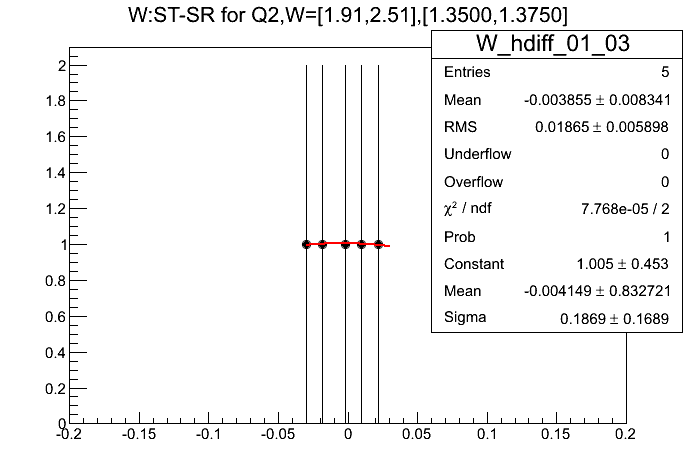 W:ST-SR for Q2,W=[1.91,2.51],[1.3500,1.3750]
W_hdiff_01_03
Entries 5
Mean -0.003855 ± 0.008341
RMS 0.01865 ± 0.005898
Underflow 0
Overflow 0
χ² / ndf 7.768e-05 / 2
Prob 1
Constant 1.005 ± 0.453
Mean -0.004149 ± 0.832721
Sigma 0.1869 ± 0.1689
2
1.8
1.6
1.4
1.2
1
0.8
0.6
0.4
0.2
0
-0.2 -0.15 -0.1 -0.05 0 0.05 0.1 0.15 0.2